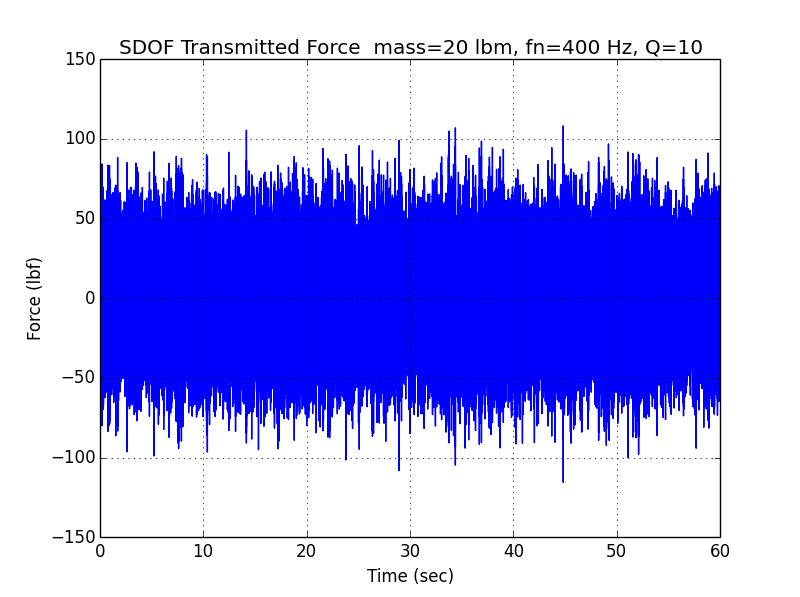 SDOF Transmitted Force  mass=20 lbm, fn=400 Hz, Q=10
150
100
50
0
−50
−100
−150
Force (lbf)
0 10 20 30 40 50 60
Time (sec)